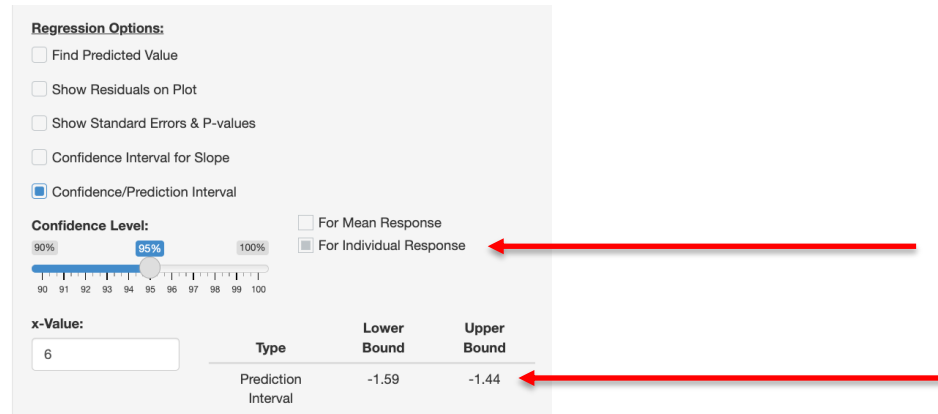 Regression Options:
Find Predicted Value
Show Residuals on Plot
Show Standard Errors & P-values
Confidence Interval for Slope
Confidence/Prediction Interval
Confidence Level:
90% 95% 100%
90 91 92 93 94 95 96 97 98 99 100
For Mean Response
For Individual Response
x-Value:
6
Type Lower Bound Upper Bound
Prediction Interval -1.59 -1.44